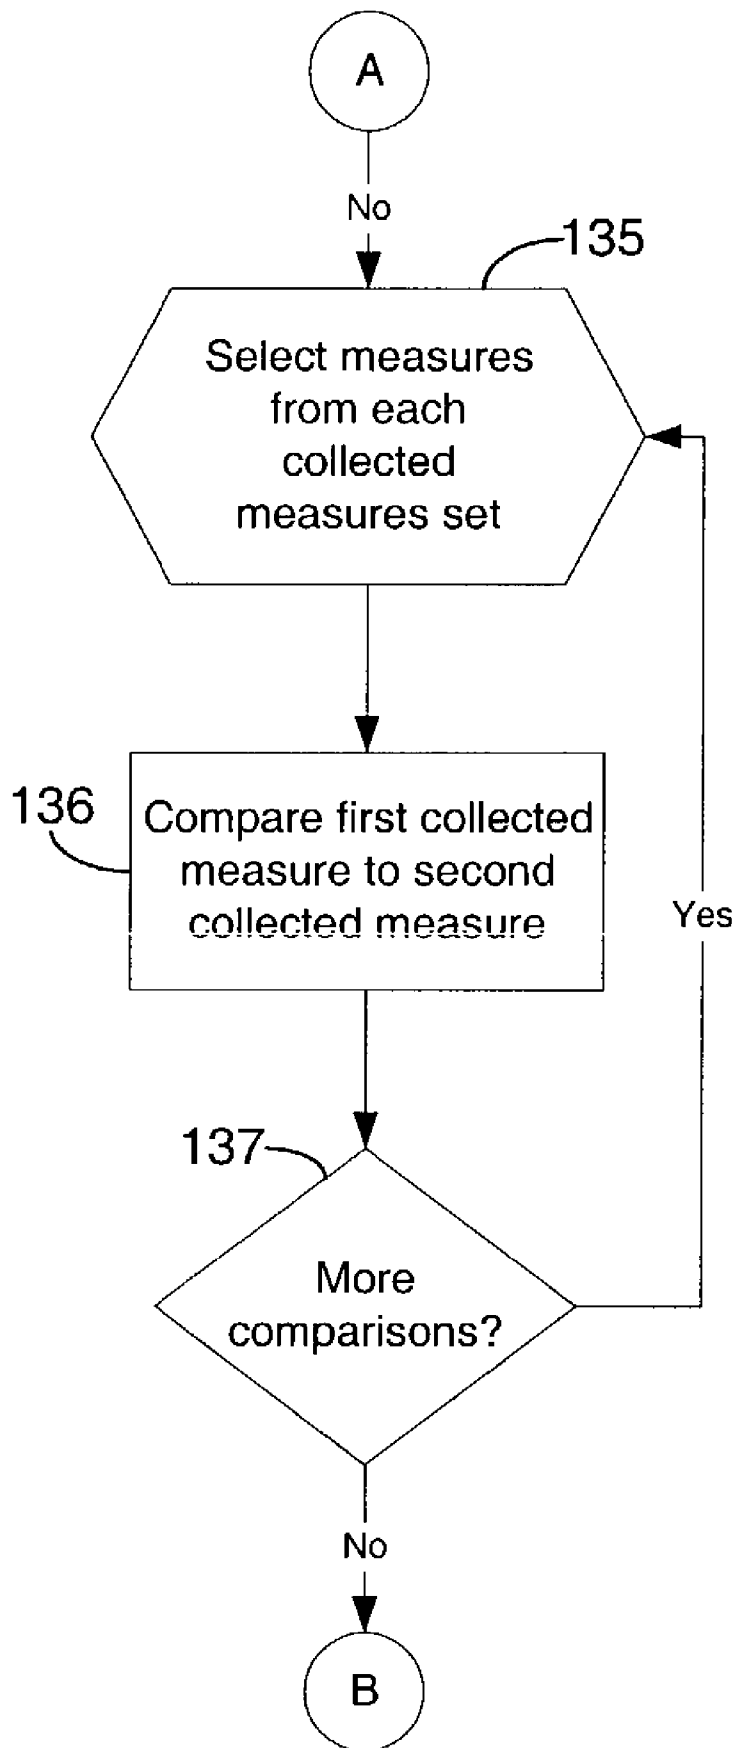 A
No
135
Select measures
from each
collected
measures set
136
Compare first collected
measure to second
collected measure
Yes
137
More
comparisons?
No
B